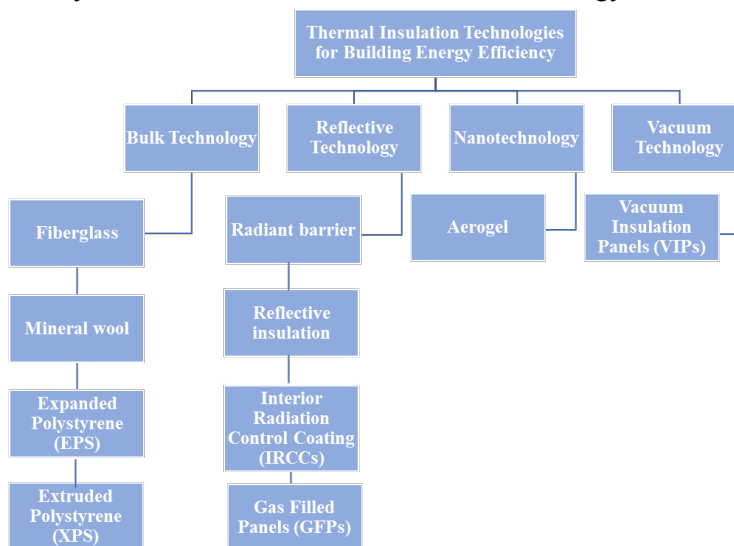 Thermal Insulation Technologies
for Building Energy Efficiency
Bulk Technology
Reflective
Technology
Nanotechnology
Vacuum
Technology
Fiberglass
Radiant barrier
Aerogel
Vacuum
Insulation
Panels (VIPs)
Mineral wool
Reflective
insulation
Expanded
Polystyrene
(EPS)
Interior
Radiation
Control Coating
(IRCCs)
Extruded
Polystyrene
(XPS)
Gas Filled
Panels (GFPs)